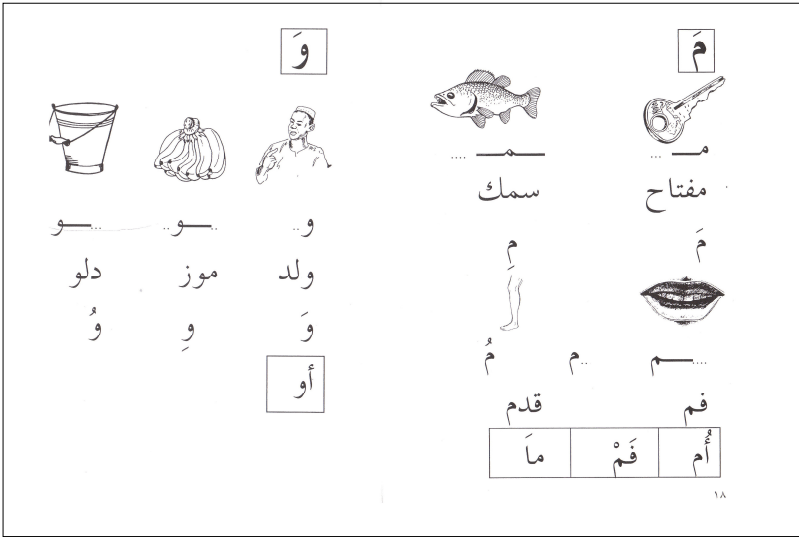 مَ
مـ ...
ـمـ ....
مفتاح سمك
مَ مِ
....ـم ..م مُ
فم قدم
أُم فَمْ مَا
١٨
وَ
و.. ..ـو.. ...ـو
ولد موز دلو
وَ وِ وُ
أو